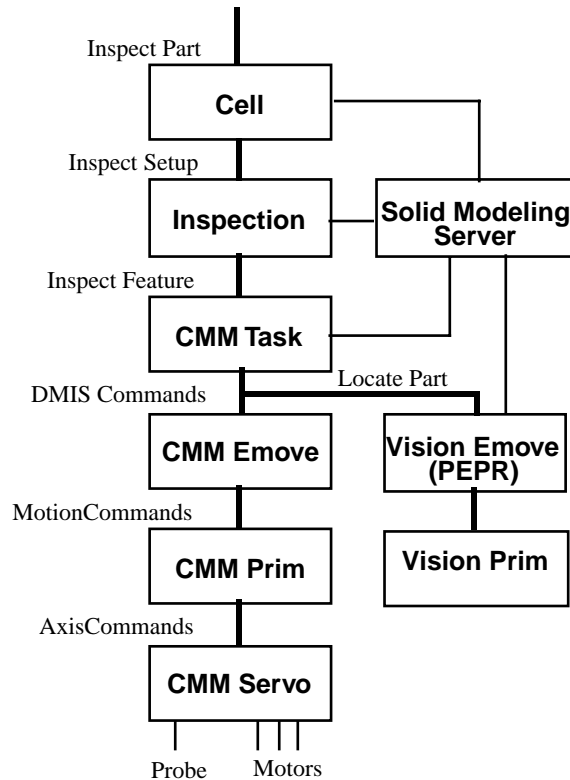 Inspect Part
Cell
Inspect Setup
Inspection
Solid Modeling
Server
Inspect Feature
CMM Task
Locate Part
DMIS Commands
CMM Emove
Vision Emove
(PEPR)
MotionCommands
CMM Prim
Vision Prim
AxisCommands
CMM Servo
Probe
Motors